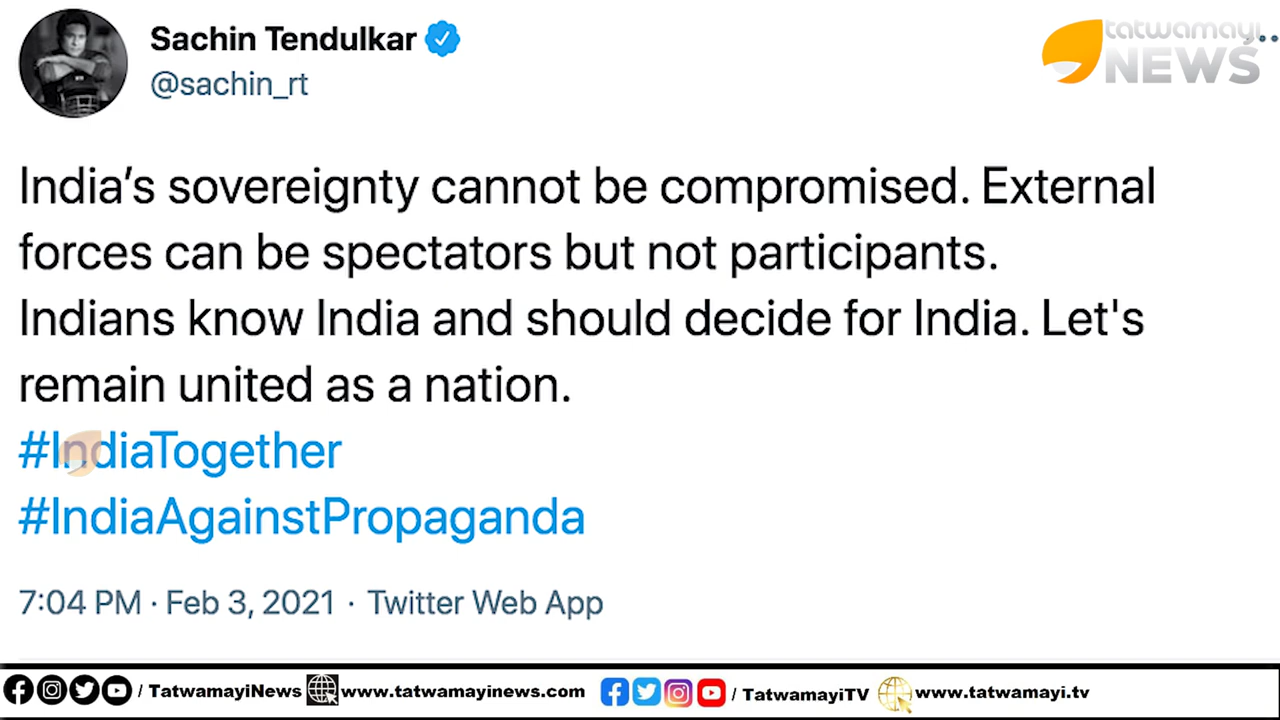 Sachin Tendulkar
@sachin_rt
tatwamayi
NEWS
India’s sovereignty cannot be compromised. External
forces can be spectators but not participants.
Indians know India and should decide for India. Let's
remain united as a nation.
#IndiaTogether
#IndiaAgainstPropaganda
7:04 PM · Feb 3, 2021 · Twitter Web App
/ TatwamayiNews www.tatwamayinews.com / TatwamayiTV www.tatwamayi.tv